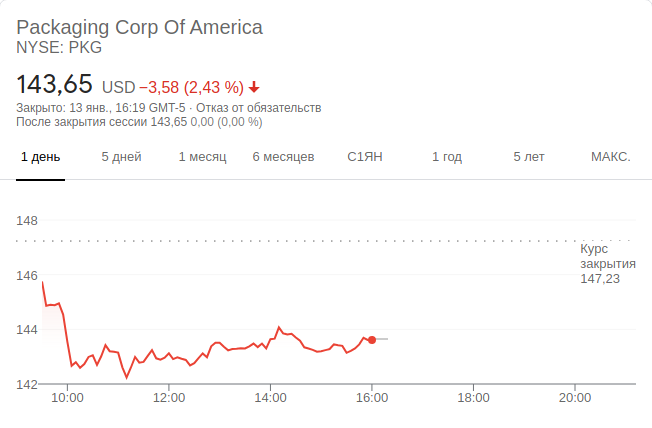 Packaging Corp Of America
NYSE: PKG
143,65 USD −3,58 (2,43 %)
Закрыто: 13 янв., 16:19 GMT-5 · Отказ от обязательств
После закрытия сессии 143,65 0,00 (0,00 %)
1 день 5 дней 1 месяц 6 месяцев С1ЯН 1 год 5 лет МАКС.
148
Курс
закрытия
147,23
146
144
142
10:00 12:00 14:00 16:00 18:00 20:00